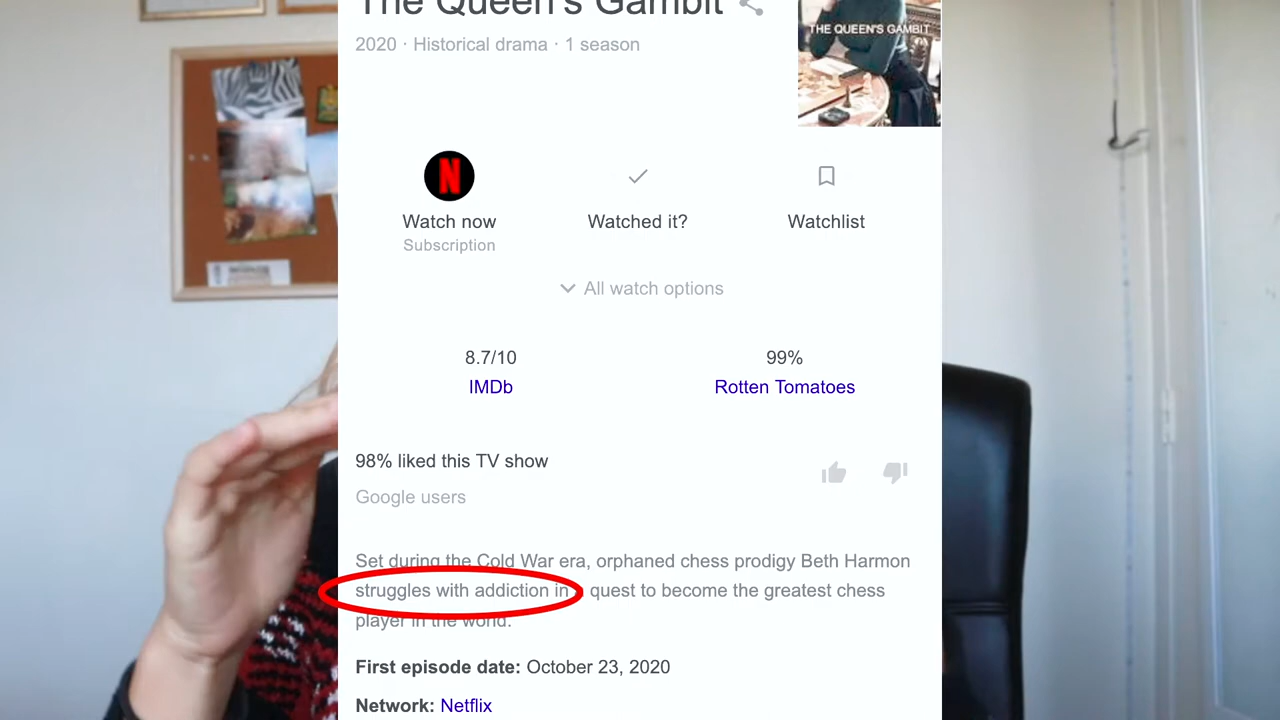 The Queen's Gambit
2020 · Historical drama · 1 season
THE QUEEN'S GAMBIT
N
Watch now
Subscription
Watched it?
Watchlist
All watch options
8.7/10
IMDb
99%
Rotten Tomatoes
98% liked this TV show
Google users
Set during the Cold War era, orphaned chess prodigy Beth Harmon
struggles with addiction in a quest to become the greatest chess
player in the world.
First episode date: October 23, 2020
Network: Netflix